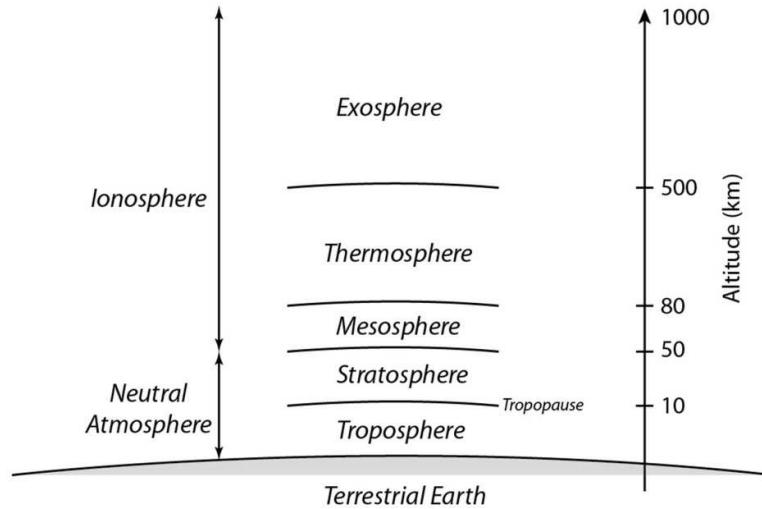 1000
Exosphere
Ionosphere
500
Altitude (km)
Thermosphere
80
Mesosphere
50
Stratosphere
Neutral
Atmosphere
Tropopause
10
Troposphere
Terrestrial Earth